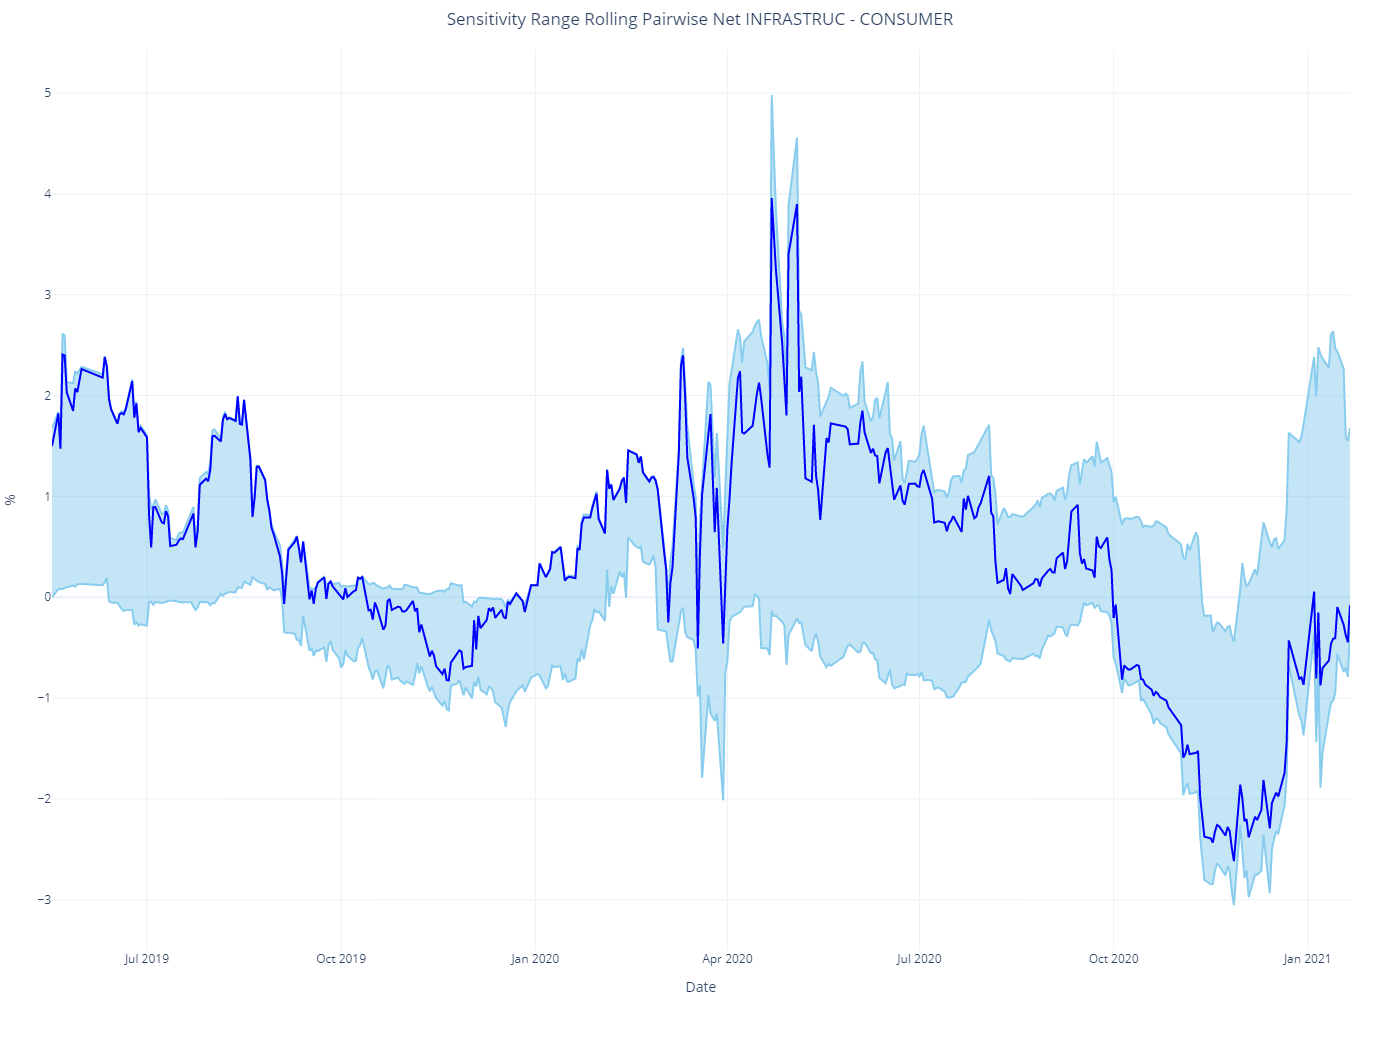 Sensitivity Range Rolling Pairwise Net INFRASTRUC - CONSUMER
5
4
3
2
1
0
−1
−2
−3
%
Jul 2019
Oct 2019
Jan 2020
Apr 2020
Jul 2020
Oct 2020
Jan 2021
Date